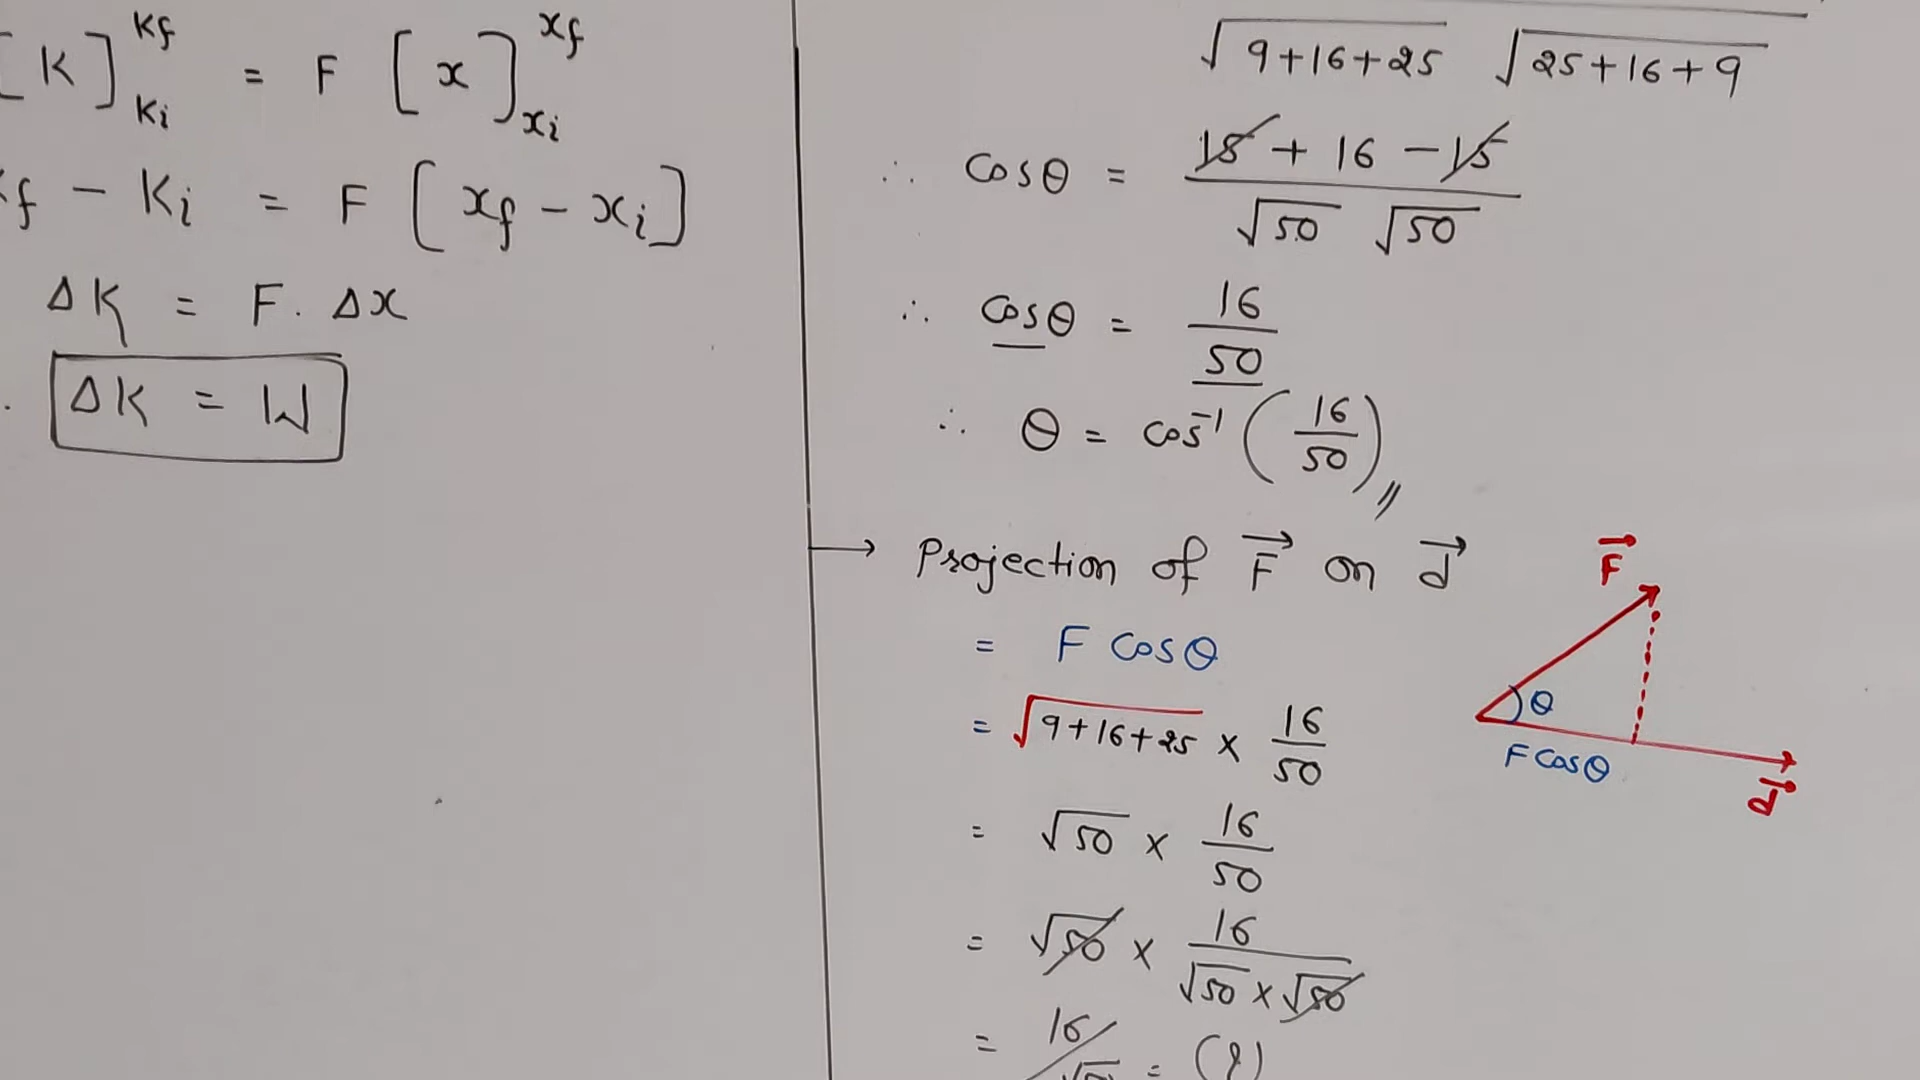 [K]_{Ki}^{Kf} = F [x]_{xi}^{xf}
f - Ki = F [xf - xi]
ΔK = F. Δx
ΔK = W
√9+16+25 √25+16+9
∴ Cosθ = 15 + 16 - 15 / √50 √50
∴ Cosθ = 16/50
∴ θ = cos⁻¹ (16/50)
→ Projection of F⃗ on d⃗
= F Cosθ
= √9+16+25 × 16/50
= √50 × 16/50
= √50 × 16/√50 × √50
= 16/
F⃗
θ
F Cosθ
d⃗